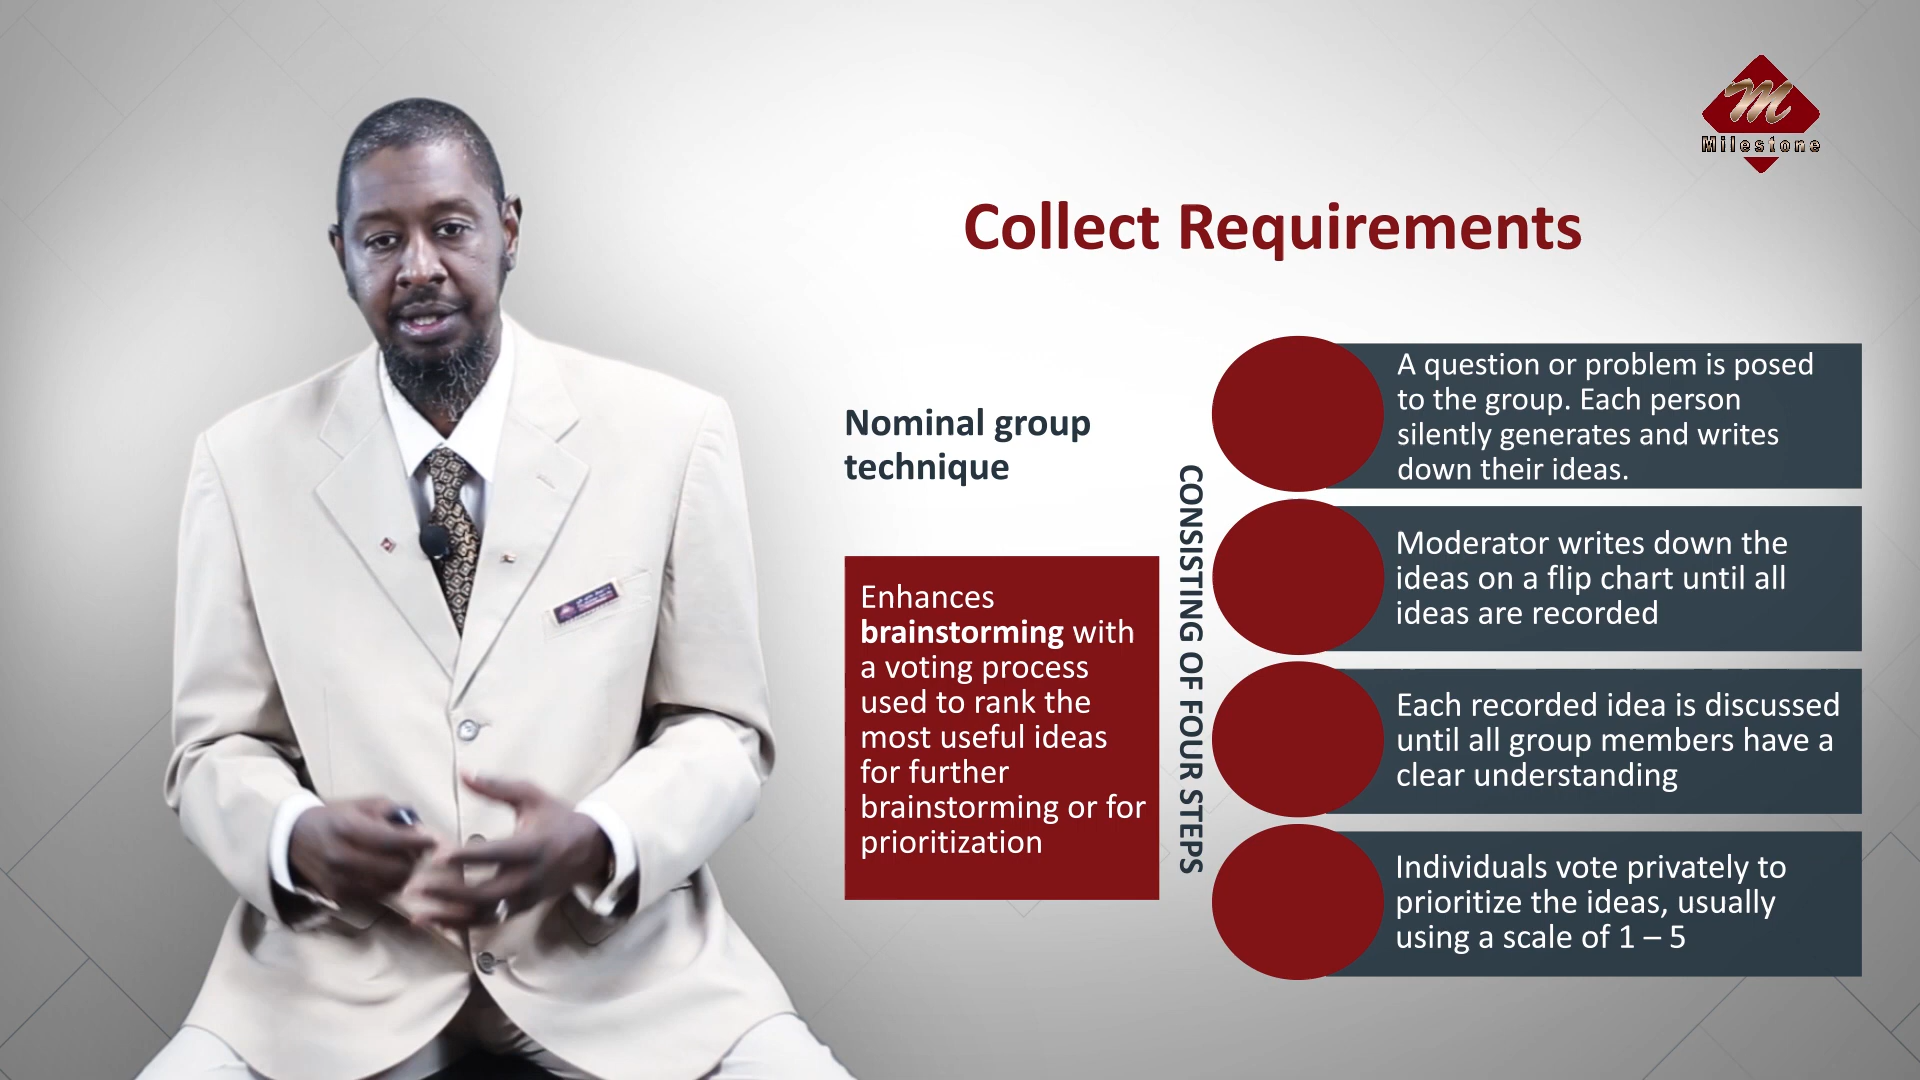 Milestone
Collect Requirements
Nominal group
technique
Enhances
brainstorming with
a voting process
used to rank the
most useful ideas
for further
brainstorming or for
prioritization
CONSISTING OF FOUR STEPS
A question or problem is posed
to the group. Each person
silently generates and writes
down their ideas.
Moderator writes down the
ideas on a flip chart until all
ideas are recorded
Each recorded idea is discussed
until all group members have a
clear understanding
Individuals vote privately to
prioritize the ideas, usually
using a scale of 1 – 5